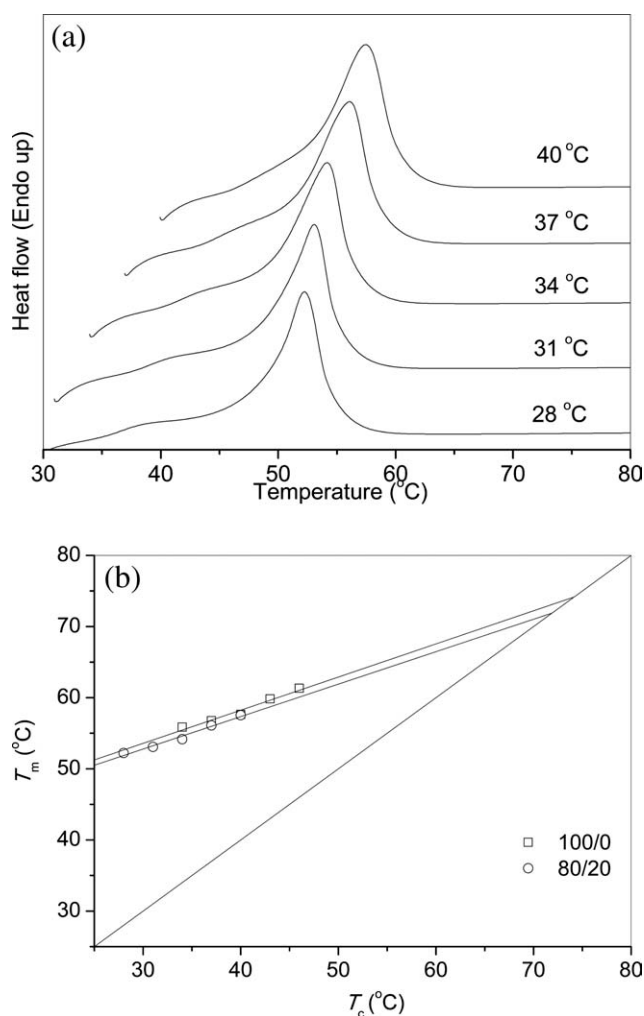 (a)
Heat flow (Endo up)
40 °C
37 °C
34 °C
31 °C
28 °C
30 40 50 60 70 80
Temperature (°C)
(b)
80
70
60
50
40
30
Tm (°C)
100/0
80/20
30 40 50 60 70 80
Tc (°C)